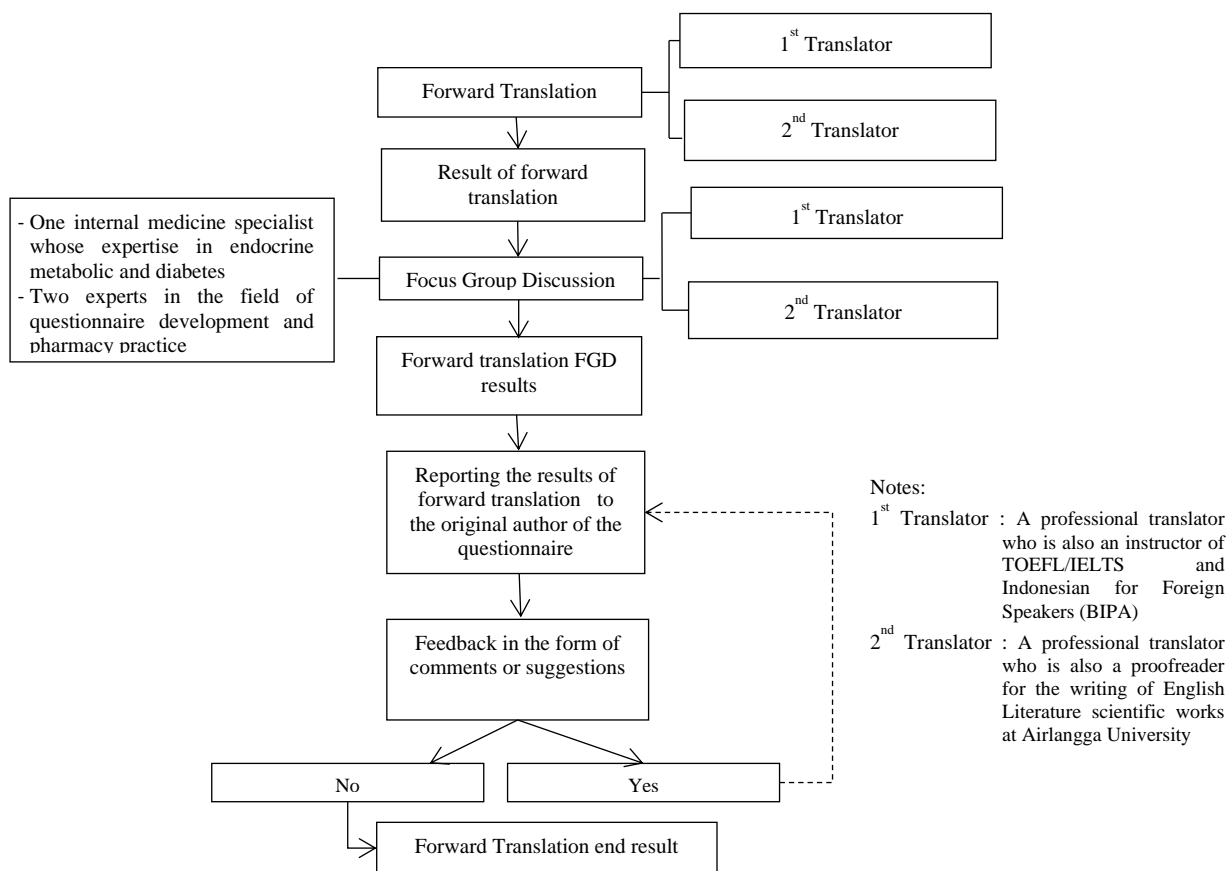 1st Translator
Forward Translation
2nd Translator
Result of forward
translation
1st Translator
- One internal medicine specialist
whose expertise in endocrine
metabolic and diabetes
- Two experts in the field of
questionnaire development and
pharmacy practice
Focus Group Discussion
2nd Translator
Forward translation FGD
results
Reporting the results of
forward translation to
the original author of the
questionnaire
Notes:
1st Translator : A professional translator
who is also an instructor of
TOEFL/IELTS and
Indonesian for Foreign
Speakers (BIPA)
2nd Translator : A professional translator
who is also a proofreader
for the writing of English
Literature scientific works
at Airlangga University
Feedback in the form of
comments or suggestions
No
Yes
Forward Translation end result